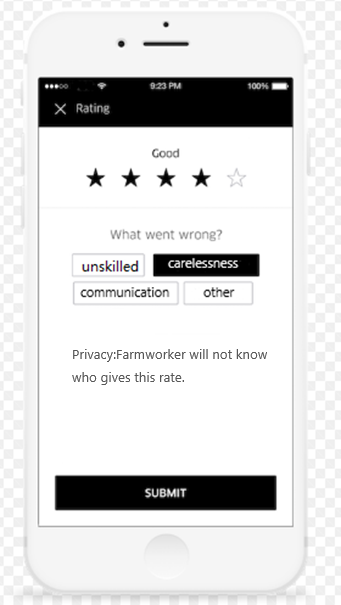 9:23 PM 100%
Rating
Good
What went wrong?
unskilled carelessness
communication other
Privacy:Farmworker will not know
who gives this rate.
SUBMIT